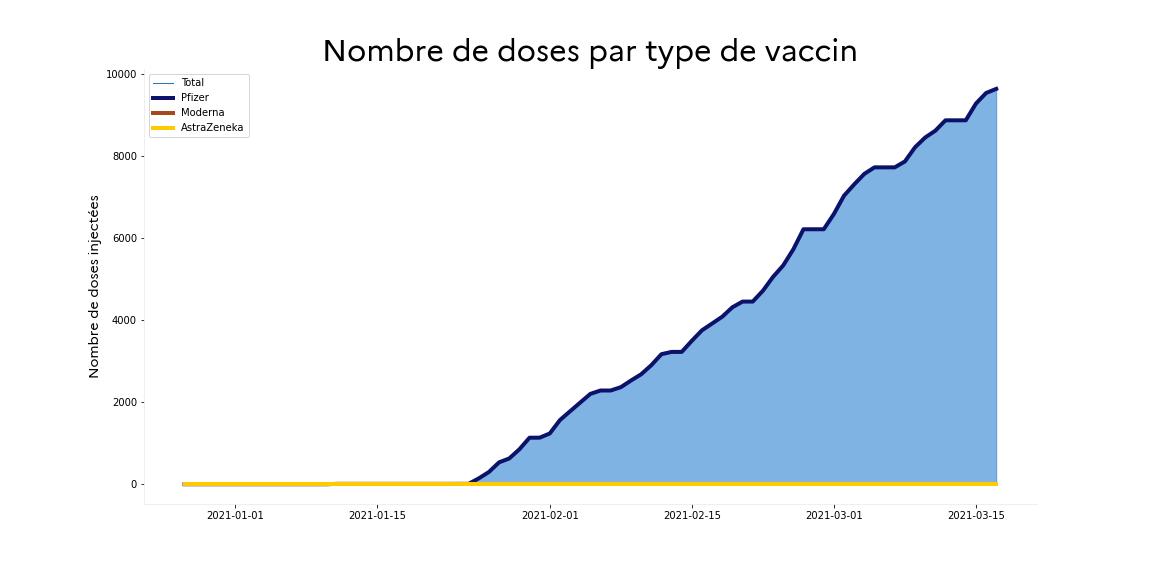 Nombre de doses par type de vaccin
Total
Pfizer
Moderna
AstraZeneka
Nombre de doses injectées
10000
8000
6000
4000
2000
0
2021-01-01
2021-01-15
2021-02-01
2021-02-15
2021-03-01
2021-03-15